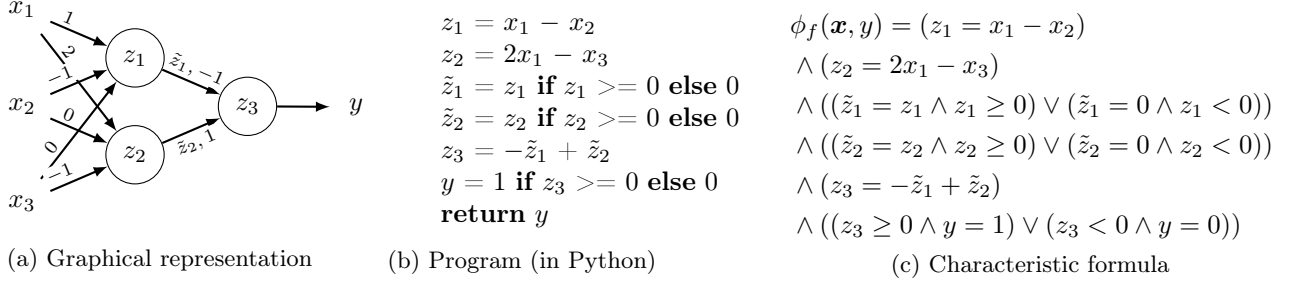 x₁
1
2
z₁
z̃₁, −1
−1
x₂
z₃
y
0
0
z₂
z̃₂, 1
−1
x₃
(a) Graphical representation
z₁ = x₁ − x₂
z₂ = 2x₁ − x₃
z̃₁ = z₁ if z₁ >= 0 else 0
z̃₂ = z₂ if z₂ >= 0 else 0
z₃ = −z̃₁ + z̃₂
y = 1 if z₃ >= 0 else 0
return y
(b) Program (in Python)
ϕ_f(x, y) = (z₁ = x₁ − x₂)
∧ (z₂ = 2x₁ − x₃)
∧ ((z̃₁ = z₁ ∧ z₁ ≥ 0) ∨ (z̃₁ = 0 ∧ z₁ < 0))
∧ ((z̃₂ = z₂ ∧ z₂ ≥ 0) ∨ (z̃₂ = 0 ∧ z₂ < 0))
∧ (z₃ = −z̃₁ + z̃₂)
∧ ((z₃ ≥ 0 ∧ y = 1) ∨ (z₃ < 0 ∧ y = 0))
(c) Characteristic formula